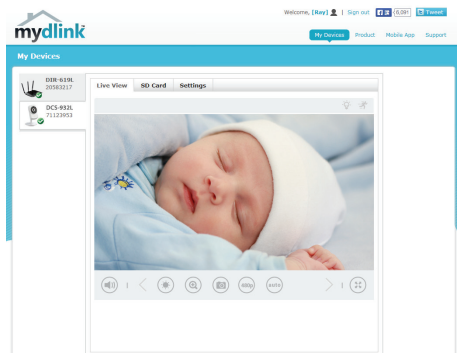 Welcome, [Ray] | Sign out 6,091 Tweet
mydlink
My Devices Product Mobile App Support
My Devices
DIR-619L
20583217
DCS-932L
71123953
Live View SD Card Settings
480p AUTO